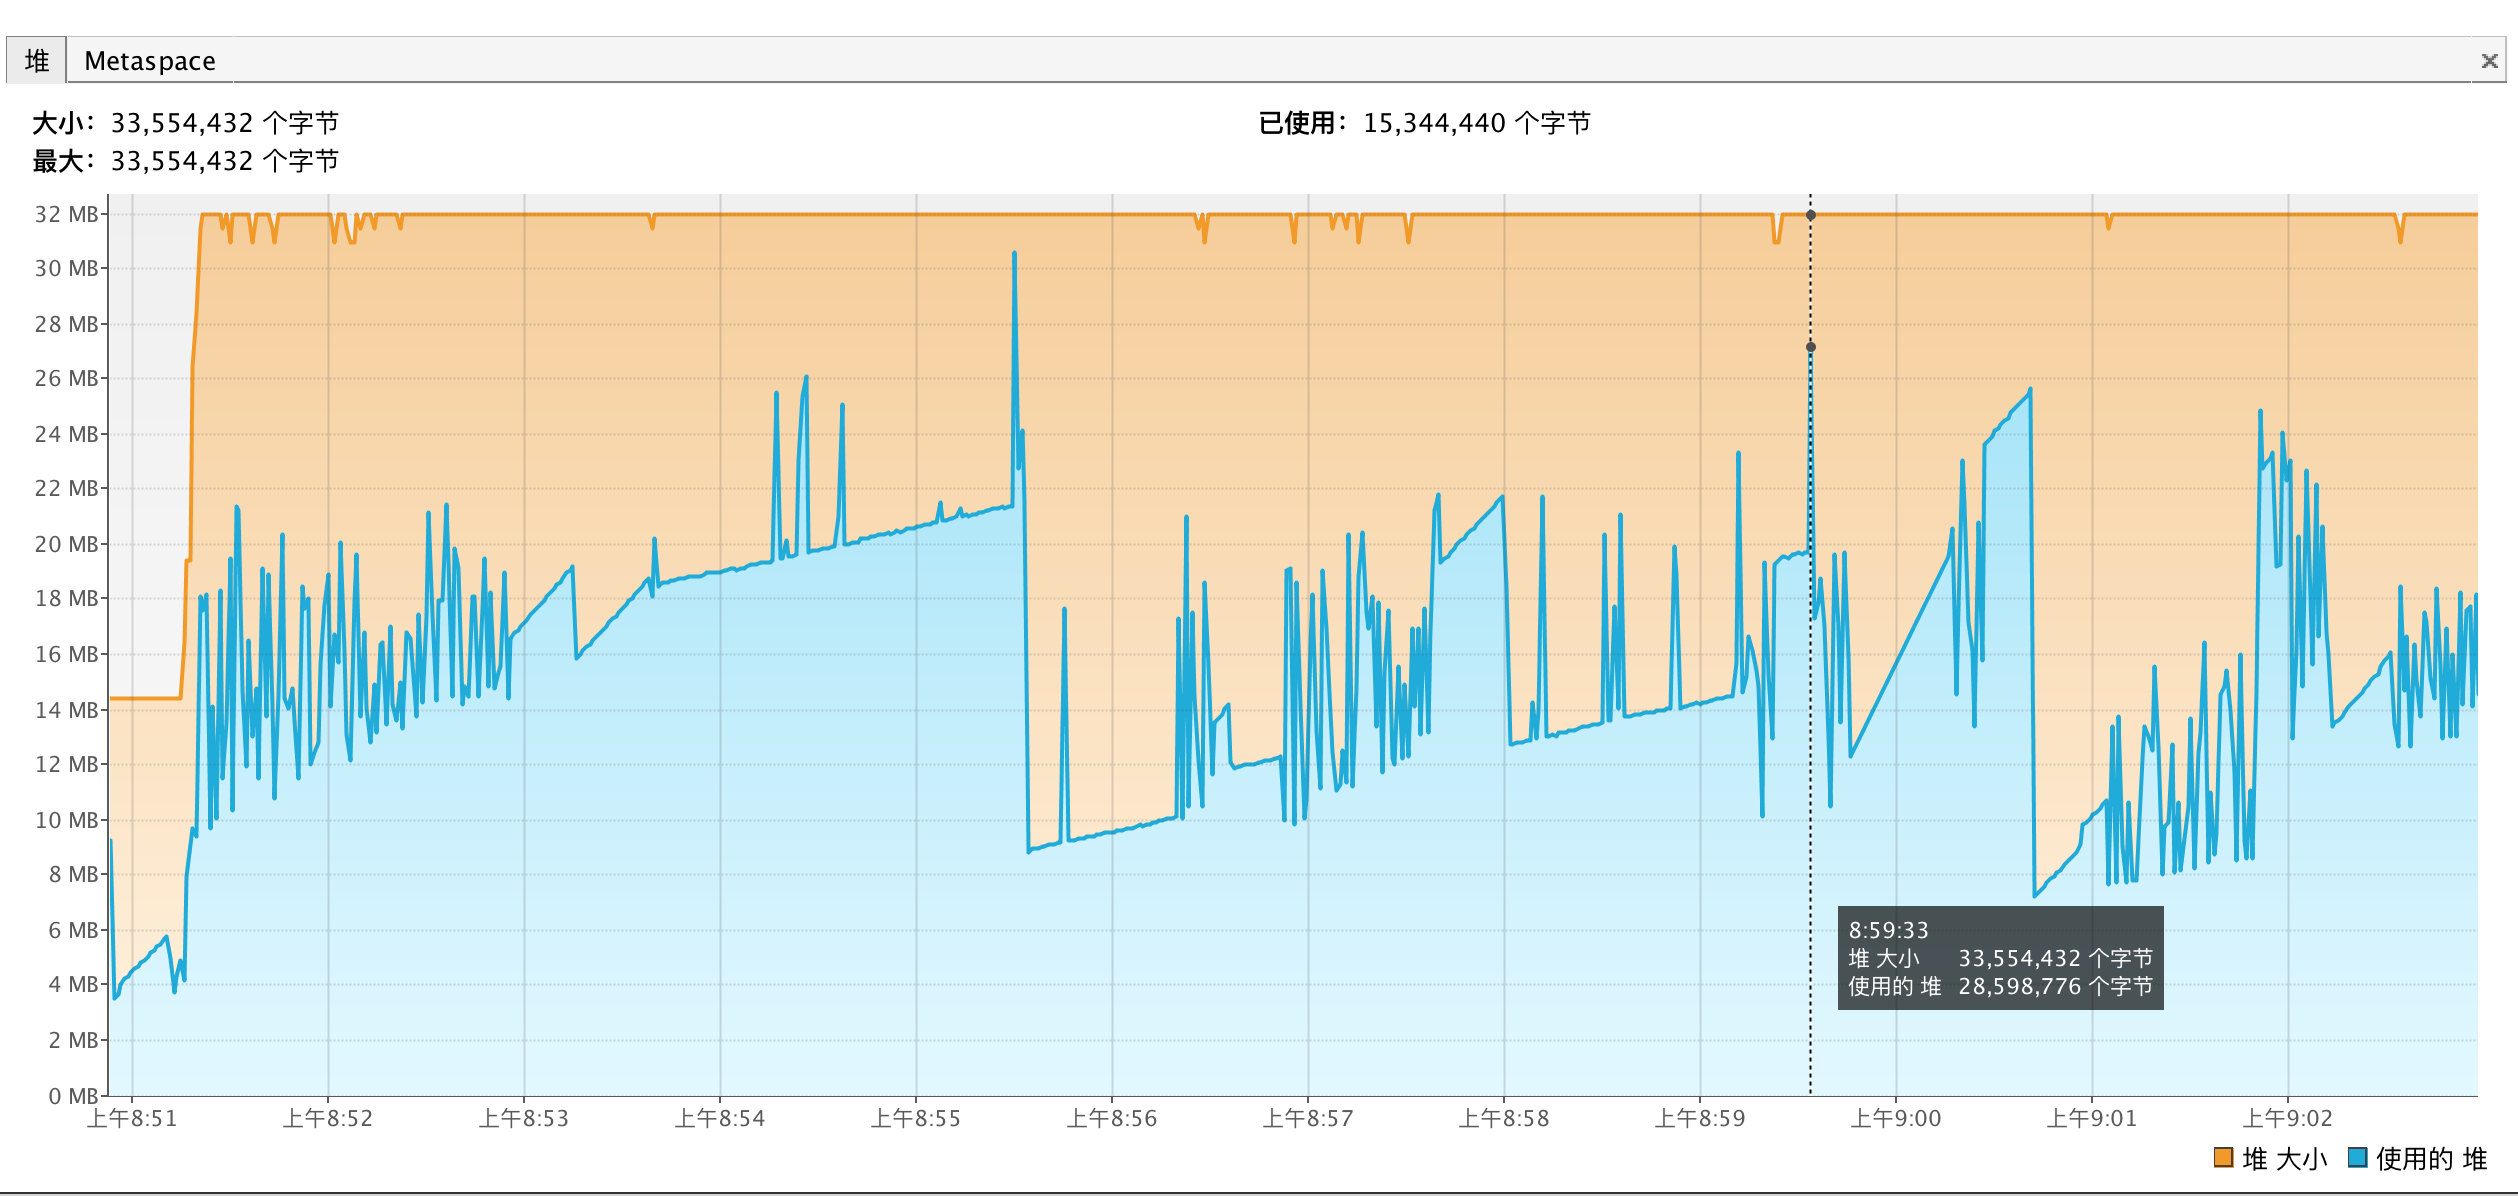 堆 Metaspace
大小: 33,554,432 个字节 已使用: 15,344,440 个字节
最大: 33,554,432 个字节
32 MB
30 MB
28 MB
26 MB
24 MB
22 MB
20 MB
18 MB
16 MB
14 MB
12 MB
10 MB
8 MB
6 MB
4 MB
2 MB
0 MB
8:59:33
堆 大小 33,554,432 个字节
使用的 堆 28,598,776 个字节
上午8:51 上午8:52 上午8:53 上午8:54 上午8:55 上午8:56 上午8:57 上午8:58 上午8:59 上午9:00 上午9:01 上午9:02
堆 大小 使用的 堆